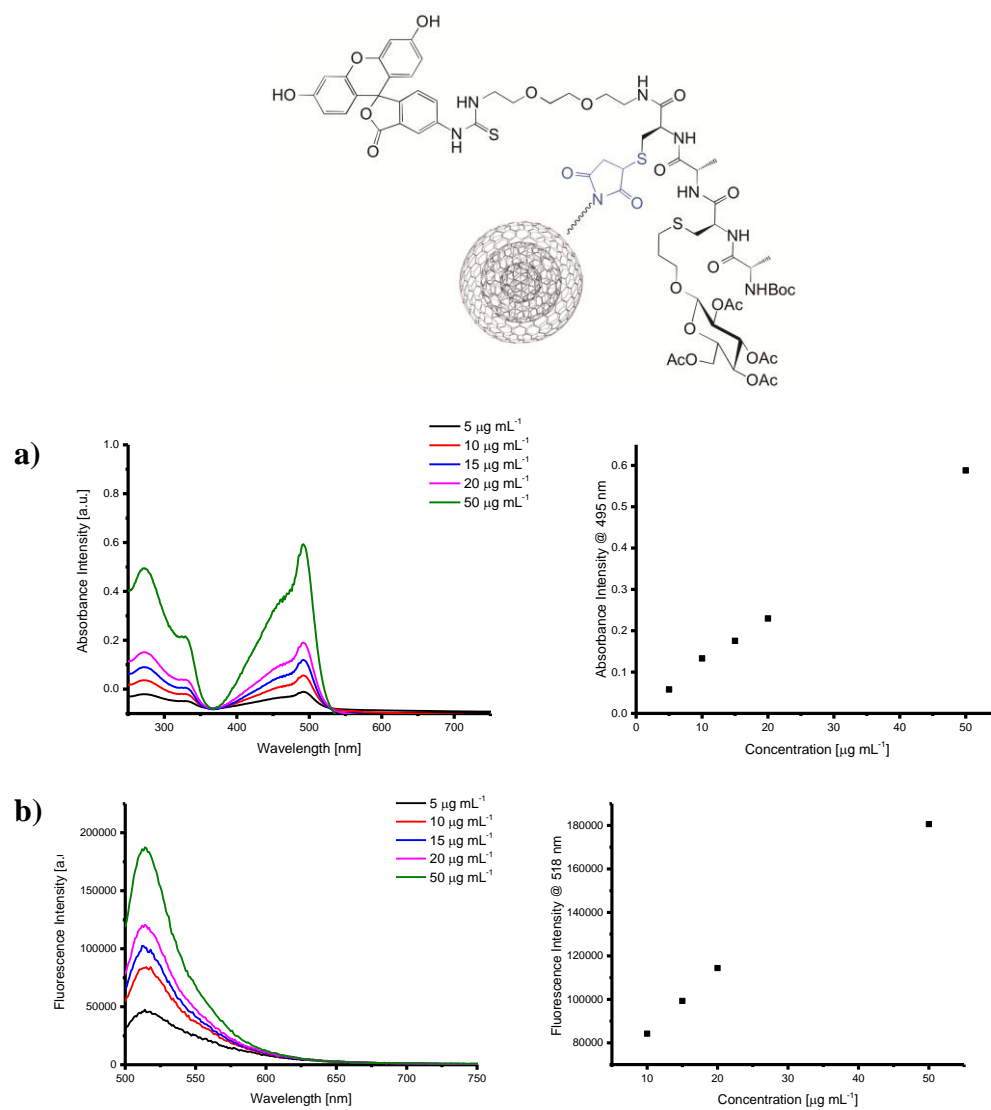 OH
HO
O
O
O
HN
N
H
S
O
O
H
N
O
S
N
H
O
O
N
O
N
H
O
S
N
H
O
NHBoc
O
OAc
O
AcO
OAc
OAc
a)
5 µg mL-1
10 µg mL-1
15 µg mL-1
20 µg mL-1
50 µg mL-1
1.0
0.8
0.6
0.4
0.2
0.0
Absorbance Intensity [a.u.]
300 400 500 600 700
Wavelength [nm]
0.6
0.5
0.4
0.3
0.2
0.1
0.0
Absorbance Intensity @ 495 nm
0 10 20 30 40 50
Concentration [µg mL-1]
b)
5 µg mL-1
10 µg mL-1
15 µg mL-1
20 µg mL-1
50 µg mL-1
200000
150000
100000
50000
0
Fluorescence Intensity [a.u
500 550 600 650 700 750
Wavelength [nm]
180000
160000
140000
120000
100000
80000
Fluorescence Intensity @ 518 nm
10 20 30 40 50
Concentration [µg mL-1]